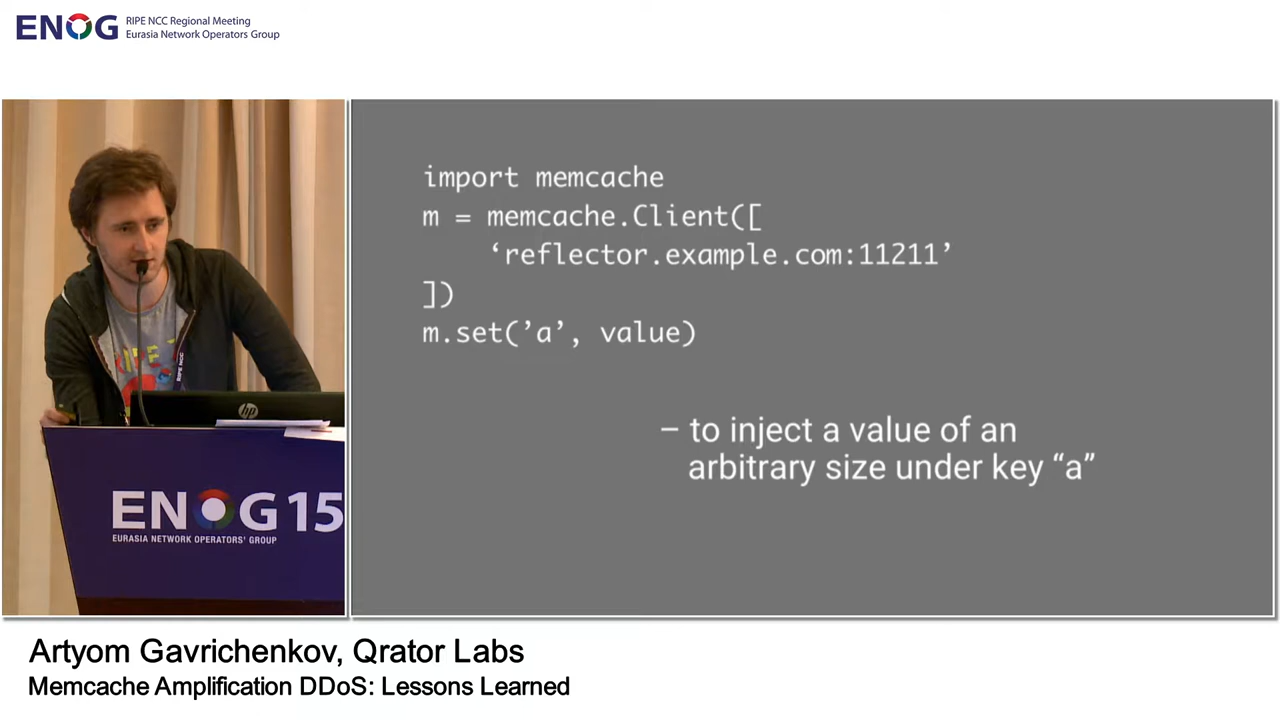 ENOG
RIPE NCC Regional Meeting
Eurasia Network Operators Group
import memcache
m = memcache.Client([
‘reflector.example.com:11211’
])
m.set(’a’, value)
– to inject a value of an
arbitrary size under key “a”
RIPE NCC
hp
ENOG 15
EURASIA NETWORK OPERATORS' GROUP
Artyom Gavrichenkov, Qrator Labs
Memcache Amplification DDoS: Lessons Learned